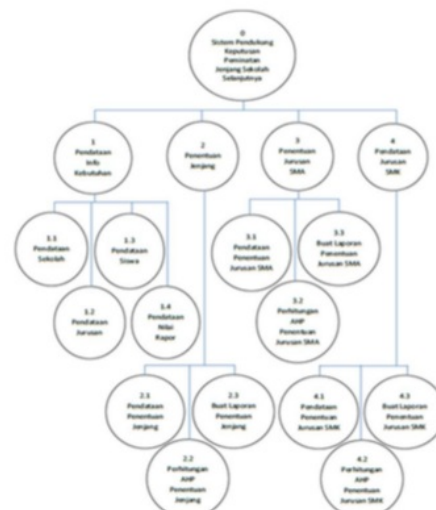 0
Sistem Pendukung
Keputusan
Peminatan
Jenjang Sekolah
Selanjutnya
1
Pendataan
Info
Kebutuhan
2
Penentuan
Jenjang
3
Penentuan
Jurusan
SMA
4
Pendataan
Jurusan
SMK
1.1
Pendataan
Sekolah
1.3
Pendataan
Siswa
1.2
Pendataan
Jurusan
1.4
Pendataan
Nilai
Rapor
3.1
Pendataan
Penentuan
Jurusan SMA
3.3
Buat Laporan
Penentuan
Jurusan SMA
3.2
Perhitungan
AHP
Penentuan
Jurusan SMA
2.1
Pendataan
Penentuan
Jenjang
2.3
Buat Laporan
Penentuan
Jenjang
2.2
Perhitungan
AHP
Penentuan
Jenjang
4.1
Pendataan
Penentuan
Jurusan SMK
4.3
Buat Laporan
Penentuan
Jurusan SMK
4.2
Perhitungan
AHP
Penentuan
Jurusan SMK